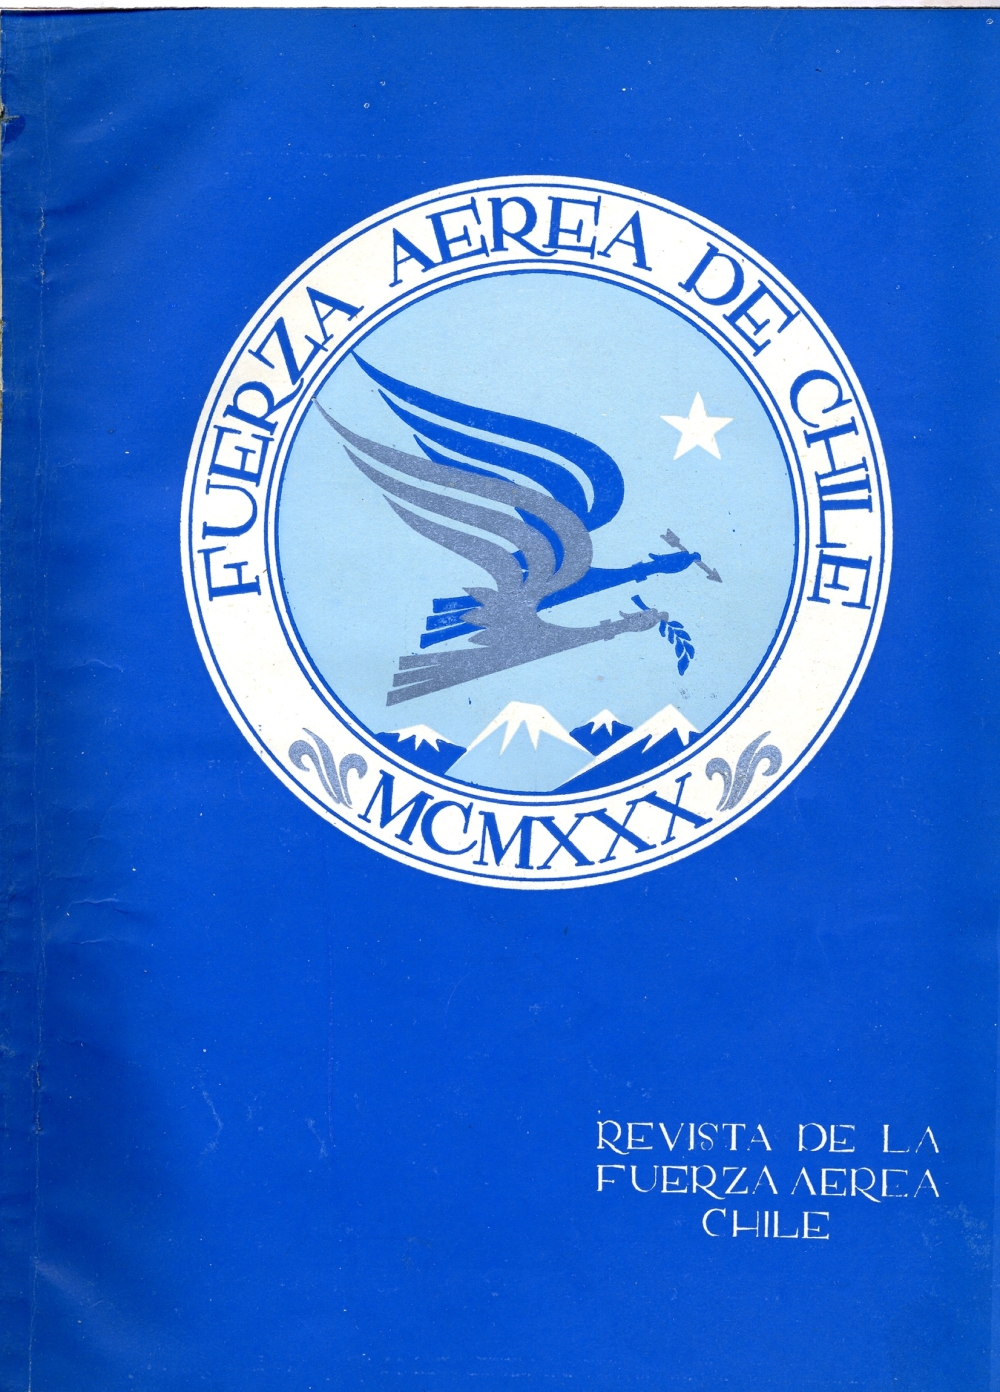 FUERZA AEREA DE CHILE
MCMXXX
REVISTA DE LA
FUERZA AEREA
CHILE